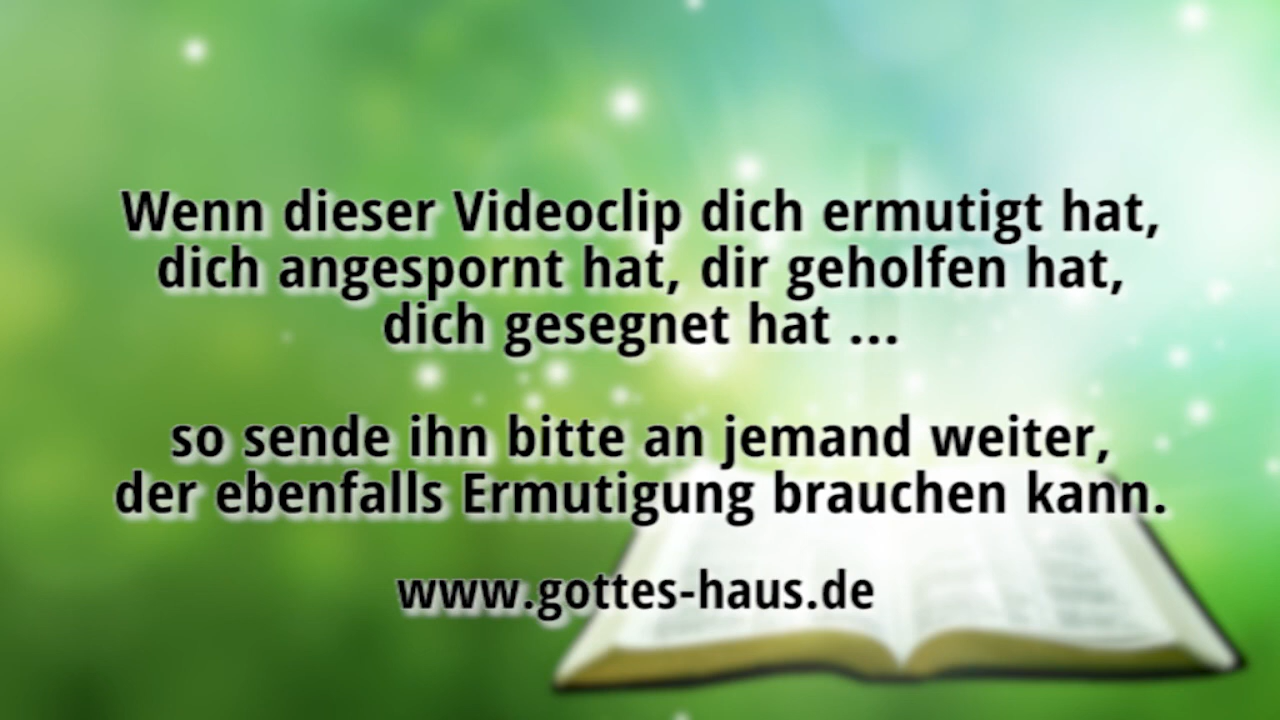 Wenn dieser Videoclip dich ermutigt hat,
dich angespornt hat, dir geholfen hat,
dich gesegnet hat ...
so sende ihn bitte an jemand weiter,
der ebenfalls Ermutigung brauchen kann.
www.gottes-haus.de